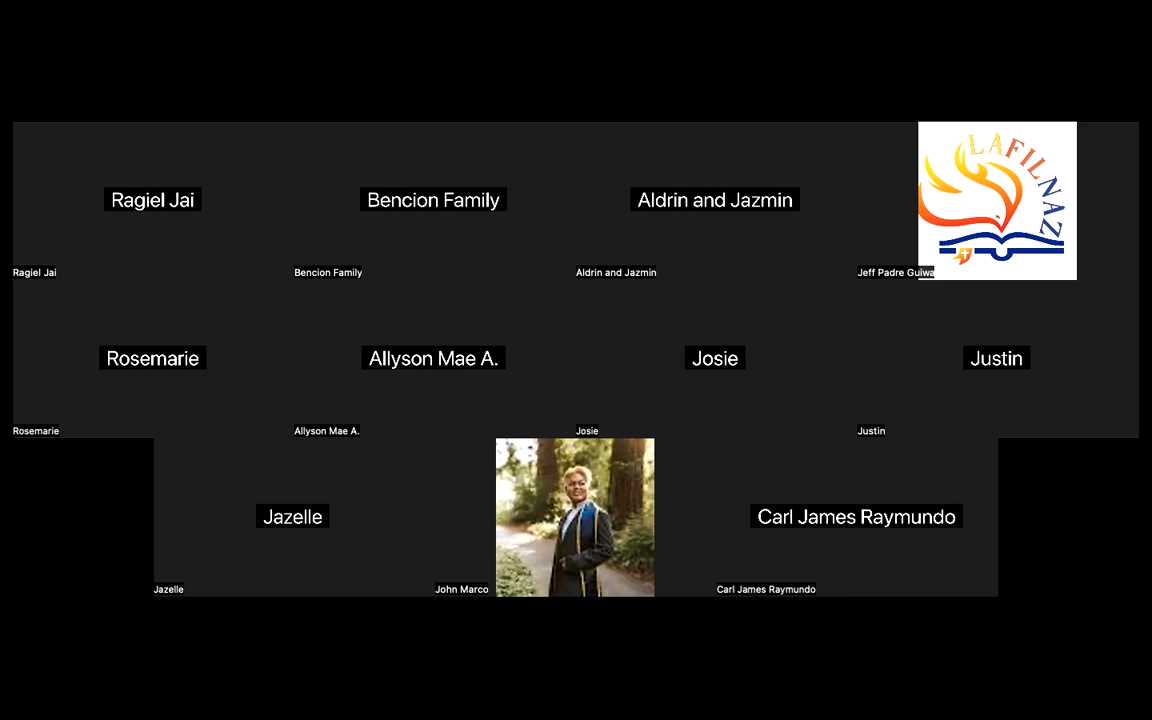 Ragiel Jai
Bencion Family
Aldrin and Jazmin
LAFILNAZ
Ragiel Jai
Bencion Family
Aldrin and Jazmin
Jeff Padre Guiwa
Rosemarie
Allyson Mae A.
Josie
Justin
Rosemarie
Allyson Mae A.
Josie
Justin
Jazelle
Carl James Raymundo
Jazelle
John Marco
Carl James Raymundo